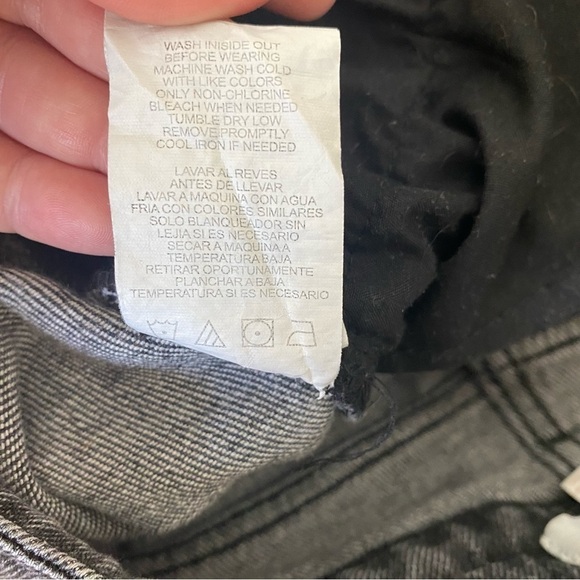 WASH INISIDE OUT
BEFORE WEARING
MACHINE WASH COLD
WITH LIKE COLORS
ONLY NON-CHLORINE
BLEACH WHEN NEEDED
TUMBLE DRY LOW
REMOVE PROMPTLY
COOL IRON IF NEEDED
LAVAR AL REVES
ANTES DE LLEVAR
LAVAR A MAQUINA CON AGUA
FRIA CON COLORES SIMILARES
SOLO BLANQUEADOR SIN
LEJIA SI ES NECESARIO
SECAR A MAQUINA A
TEMPERATURA BAJA
RETIRAR OPORTUNAMENTE
PLANCHAR A BAJA
TEMPERATURA SI ES NECESARIO